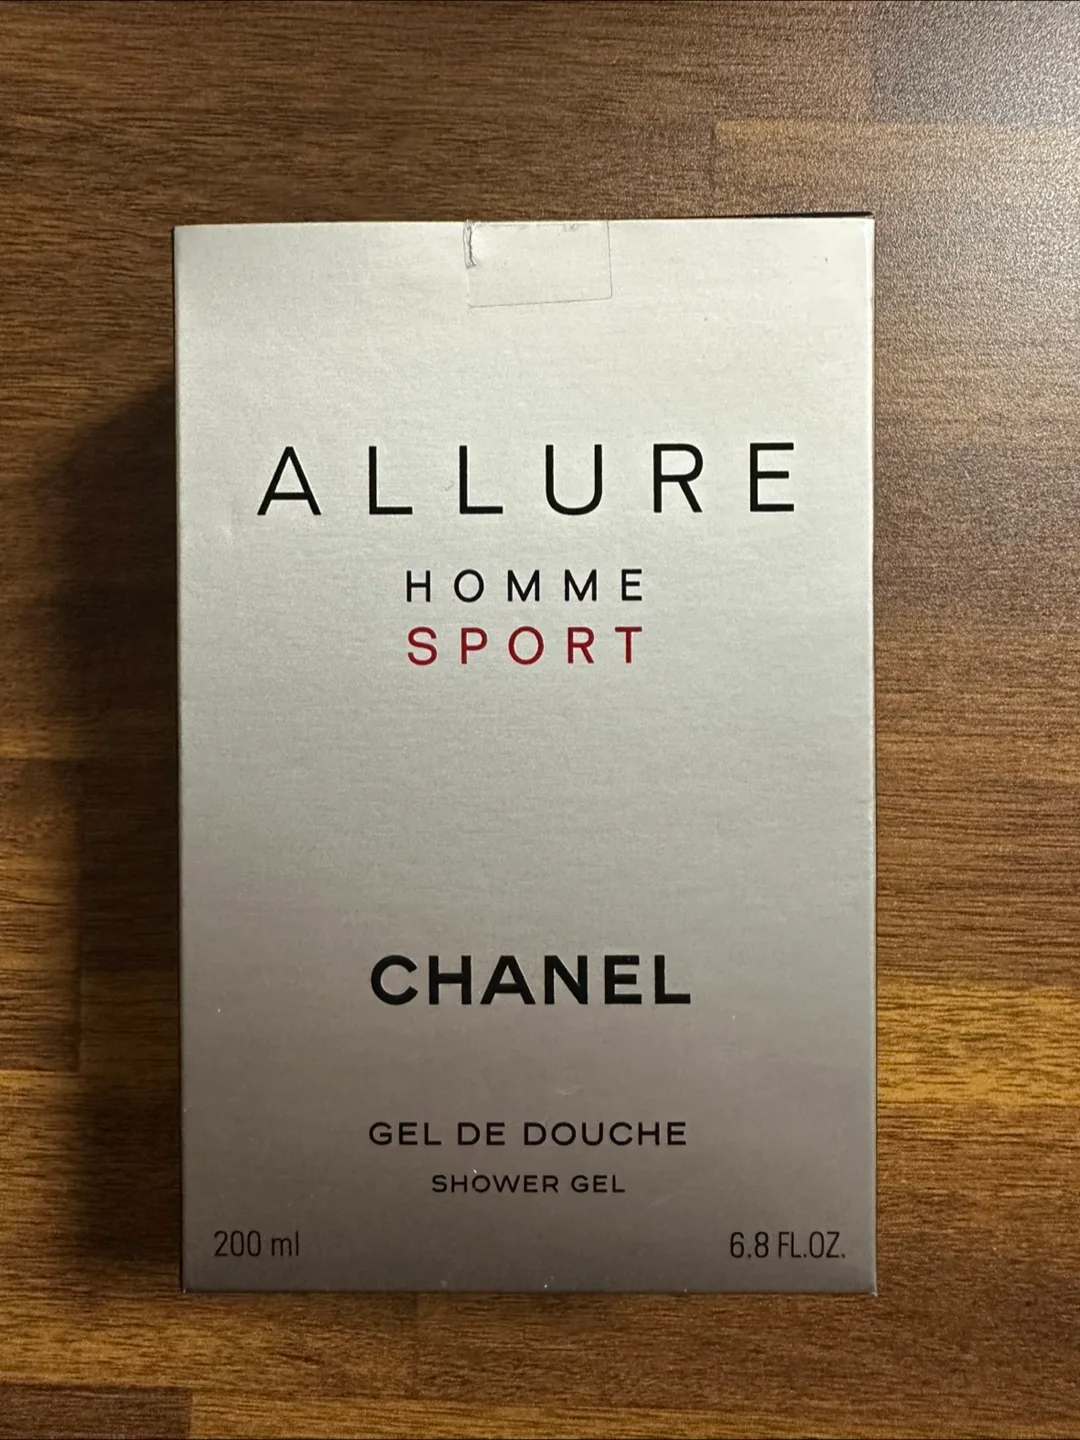 ALLURE
HOMME
SPORT
CHANEL
GEL DE DOUCHE
SHOWER GEL
200 ml 6.8 FL.OZ.